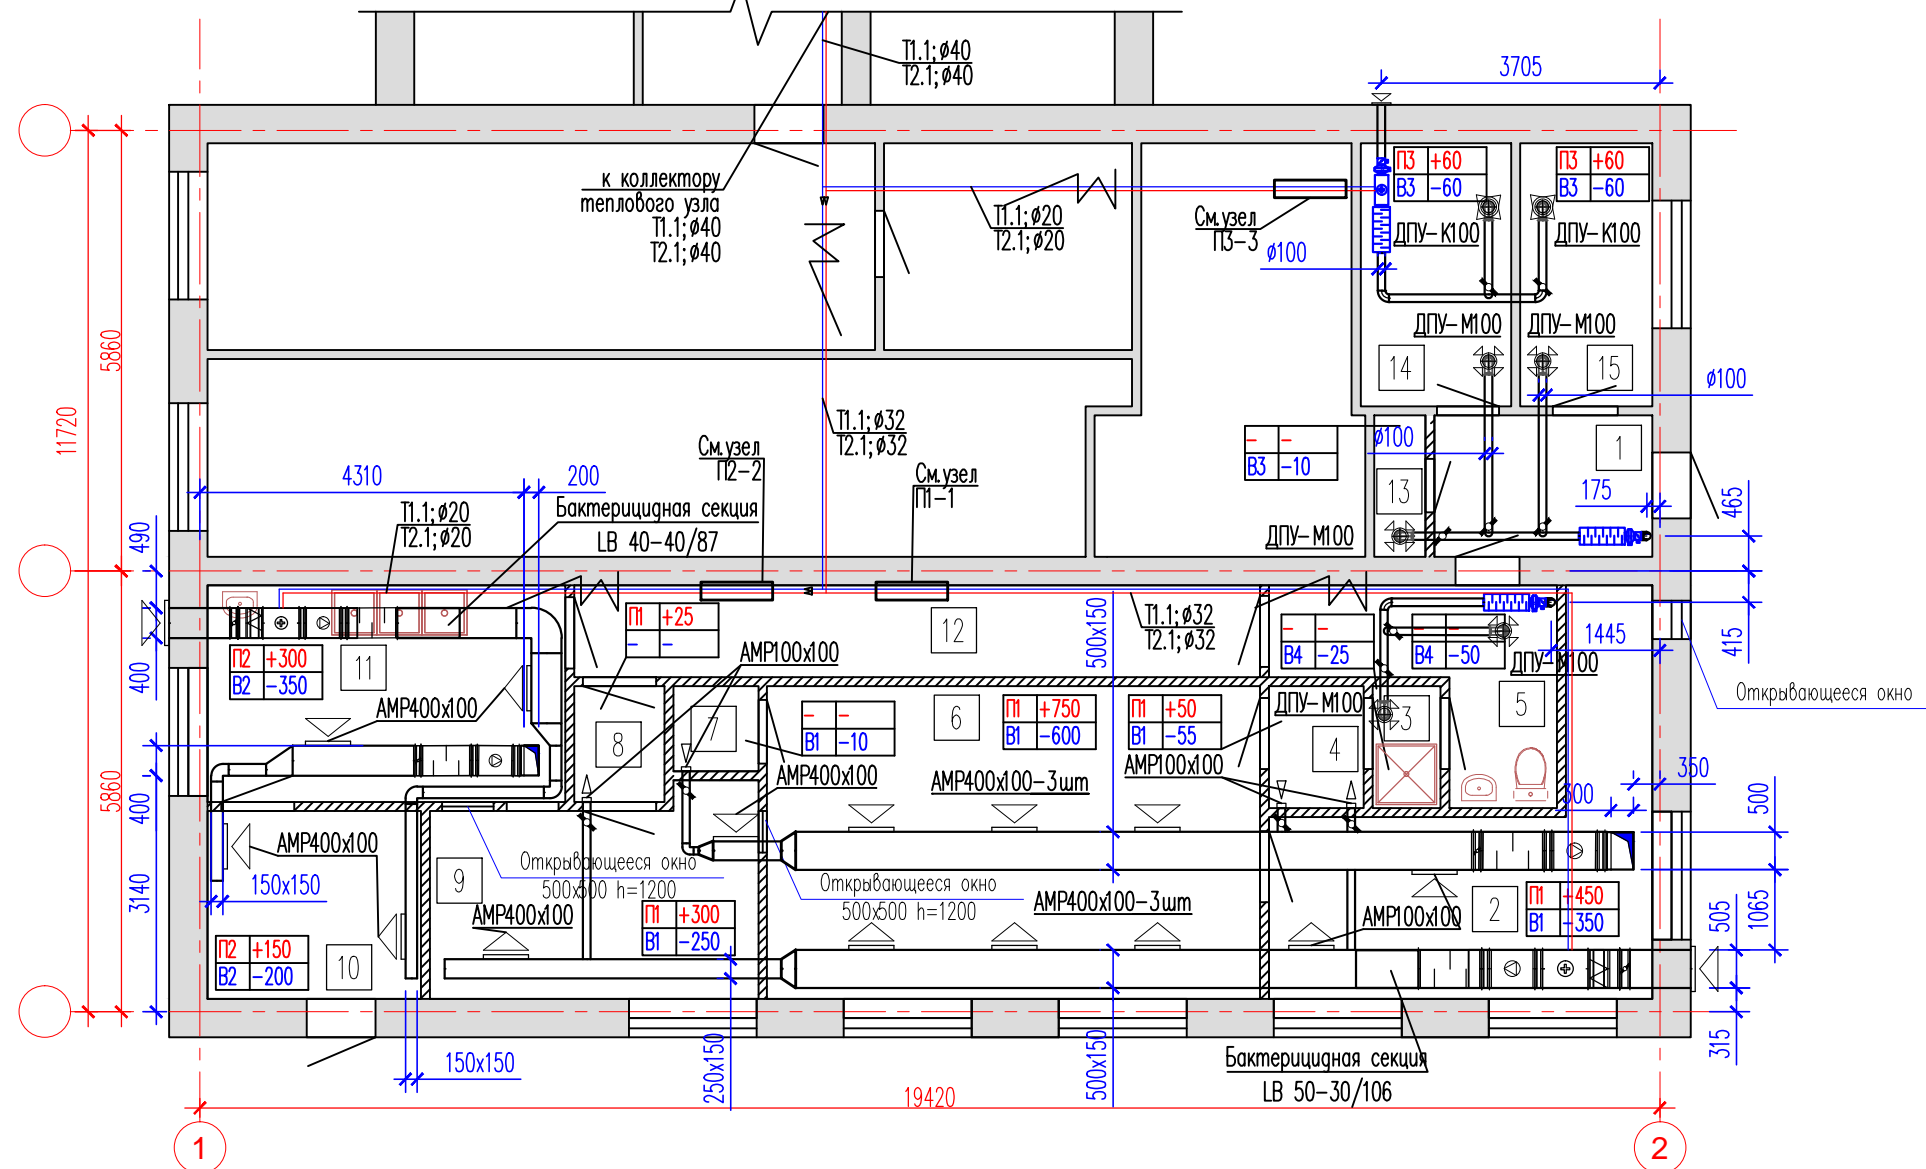 Т1.1;ø40
Т2.1;ø40
3705
к коллектору
теплового узла
Т1.1;ø40
Т2.1;ø40
Т1.1;ø20
Т2.1;ø20
См.узел
П3-3
ø100
П3 +60
В3 -60
ДПУ-К100
П3 +60
В3 -60
ДПУ-К100
ДПУ-М100
ДПУ-М100
14
15
ø100
5860
11720
Т1.1;ø32
Т2.1;ø32
См.узел
П2-2
См.узел
П1-1
- -
В3 -10
ø100
1
13
175
465
ДПУ-М100
4310
200
Т1.1;ø20
Т2.1;ø20
Бактерицидная секция
LB 40-40/87
490
П1 +25
- -
12
500х150
Т1.1;ø32
Т2.1;ø32
- -
В4 -25
- -
В4 -50
ДПУ-М100
1445
415
Открывающееся окно
П2 +300
В2 -350
11
400
АМР100х100
АМР400х100
8
7
- -
В1 -10
6
П1 +750
В1 -600
П1 +50
В1 -55
ДПУ-М100
3
5
4
АМР400х100
АМР400х100-3шт
АМР100х100
350
300
500
5860
400
АМР400х100
150х150
3140
9
Открывающееся окно
500х500 h=1200
Открывающееся окно
500х500 h=1200
АМР400х100
П1 +300
В1 -250
АМР400х100-3шт
АМР100х100
2
П1 +450
В1 -350
505
1065
П2 +150
В2 -200
10
150х150
250х150
500х150
Бактерицидная секция
LB 50-30/106
315
19420
1
2